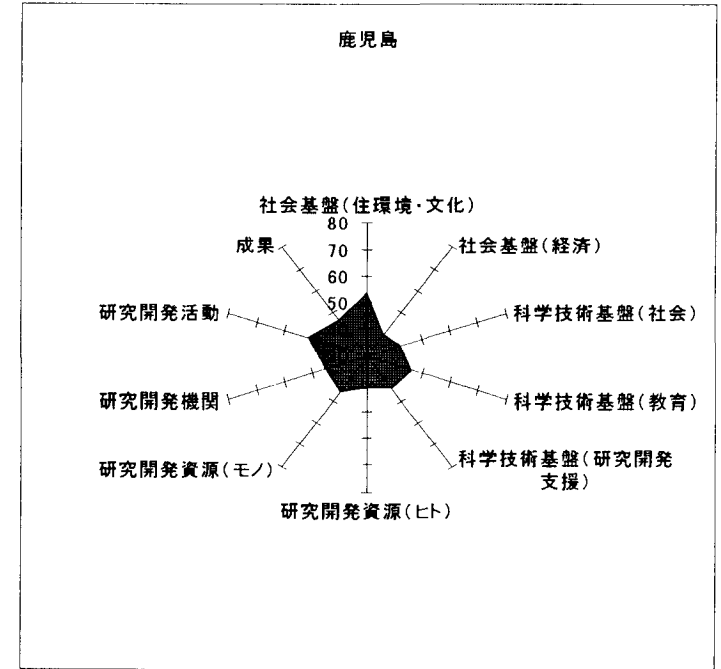 鹿児島
社会基盤(住環境・文化)
80
70
60
50
成果
社会基盤(経済)
研究開発活動
科学技術基盤(社会)
研究開発機関
科学技術基盤(教育)
研究開発資源(モノ)
科学技術基盤(研究開発
支援)
研究開発資源(ヒト)